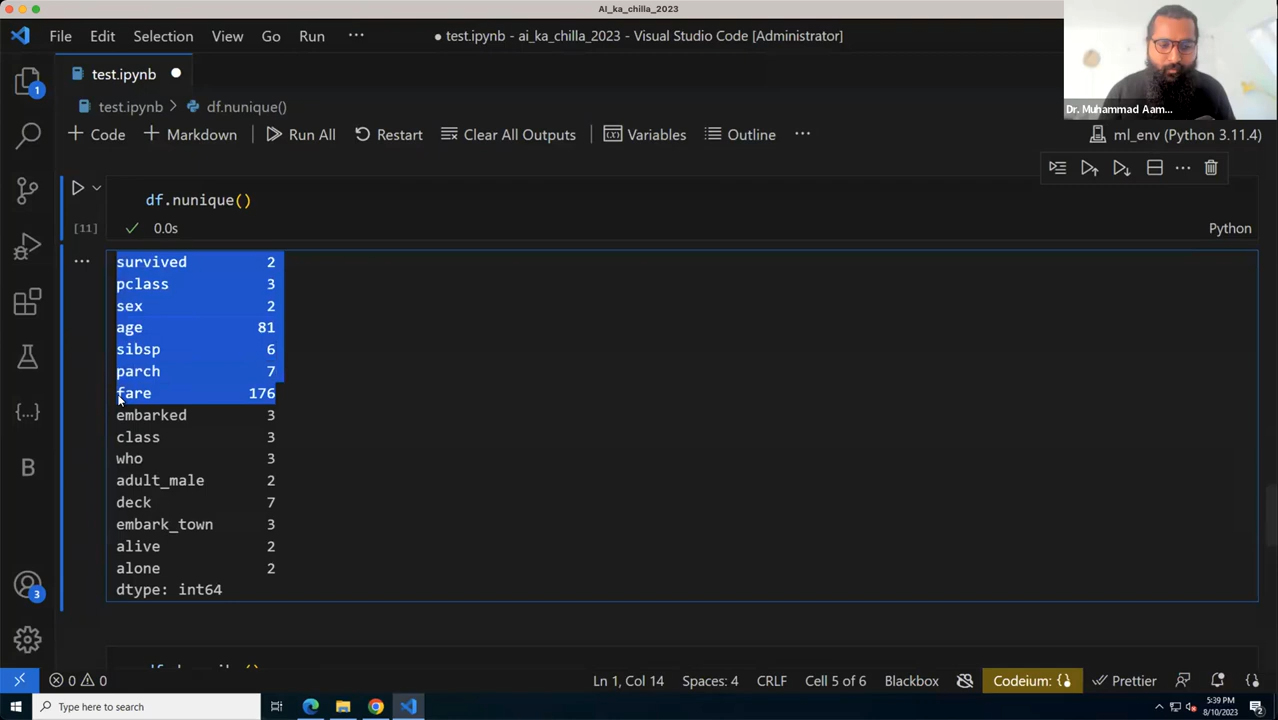 AI_ka_chilla_2023
File Edit Selection View Go Run ···
test.ipynb - ai_ka_chilla_2023 - Visual Studio Code [Administrator]
Dr. Muhammad Aam...
test.ipynb
test.ipynb > df.nunique()
+ Code + Markdown Run All Restart Clear All Outputs Variables Outline ··· ml_env (Python 3.11.4)
df.nunique()
[11] 0.0s Python
survived 2
pclass 3
sex 2
age 81
sibsp 6
parch 7
fare 176
embarked 3
class 3
who 3
adult_male 2
deck 7
embark_town 3
alive 2
alone 2
dtype: int64
1
B
3
0 0 Ln 1, Col 14 Spaces: 4 CRLF Cell 5 of 6 Blackbox Codeium: {} Prettier
Type here to search
5:39 PM
8/10/2023
2